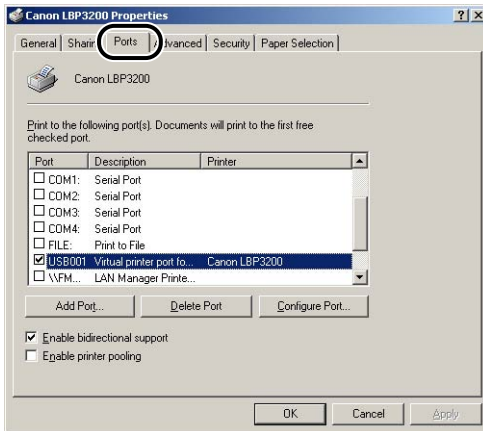 Canon LBP3200 Properties
General Sharin Ports Advanced Security Paper Selection
Canon LBP3200
Print to the following port(s). Documents will print to the first free
checked port.
Port Description Printer
COM1: Serial Port
COM2: Serial Port
COM3: Serial Port
COM4: Serial Port
FILE: Print to File
USB001 Virtual printer port fo... Canon LBP3200
\\FM... LAN Manager Printe...
Add Port... Delete Port Configure Port...
Enable bidirectional support
Enable printer pooling
OK Cancel Apply